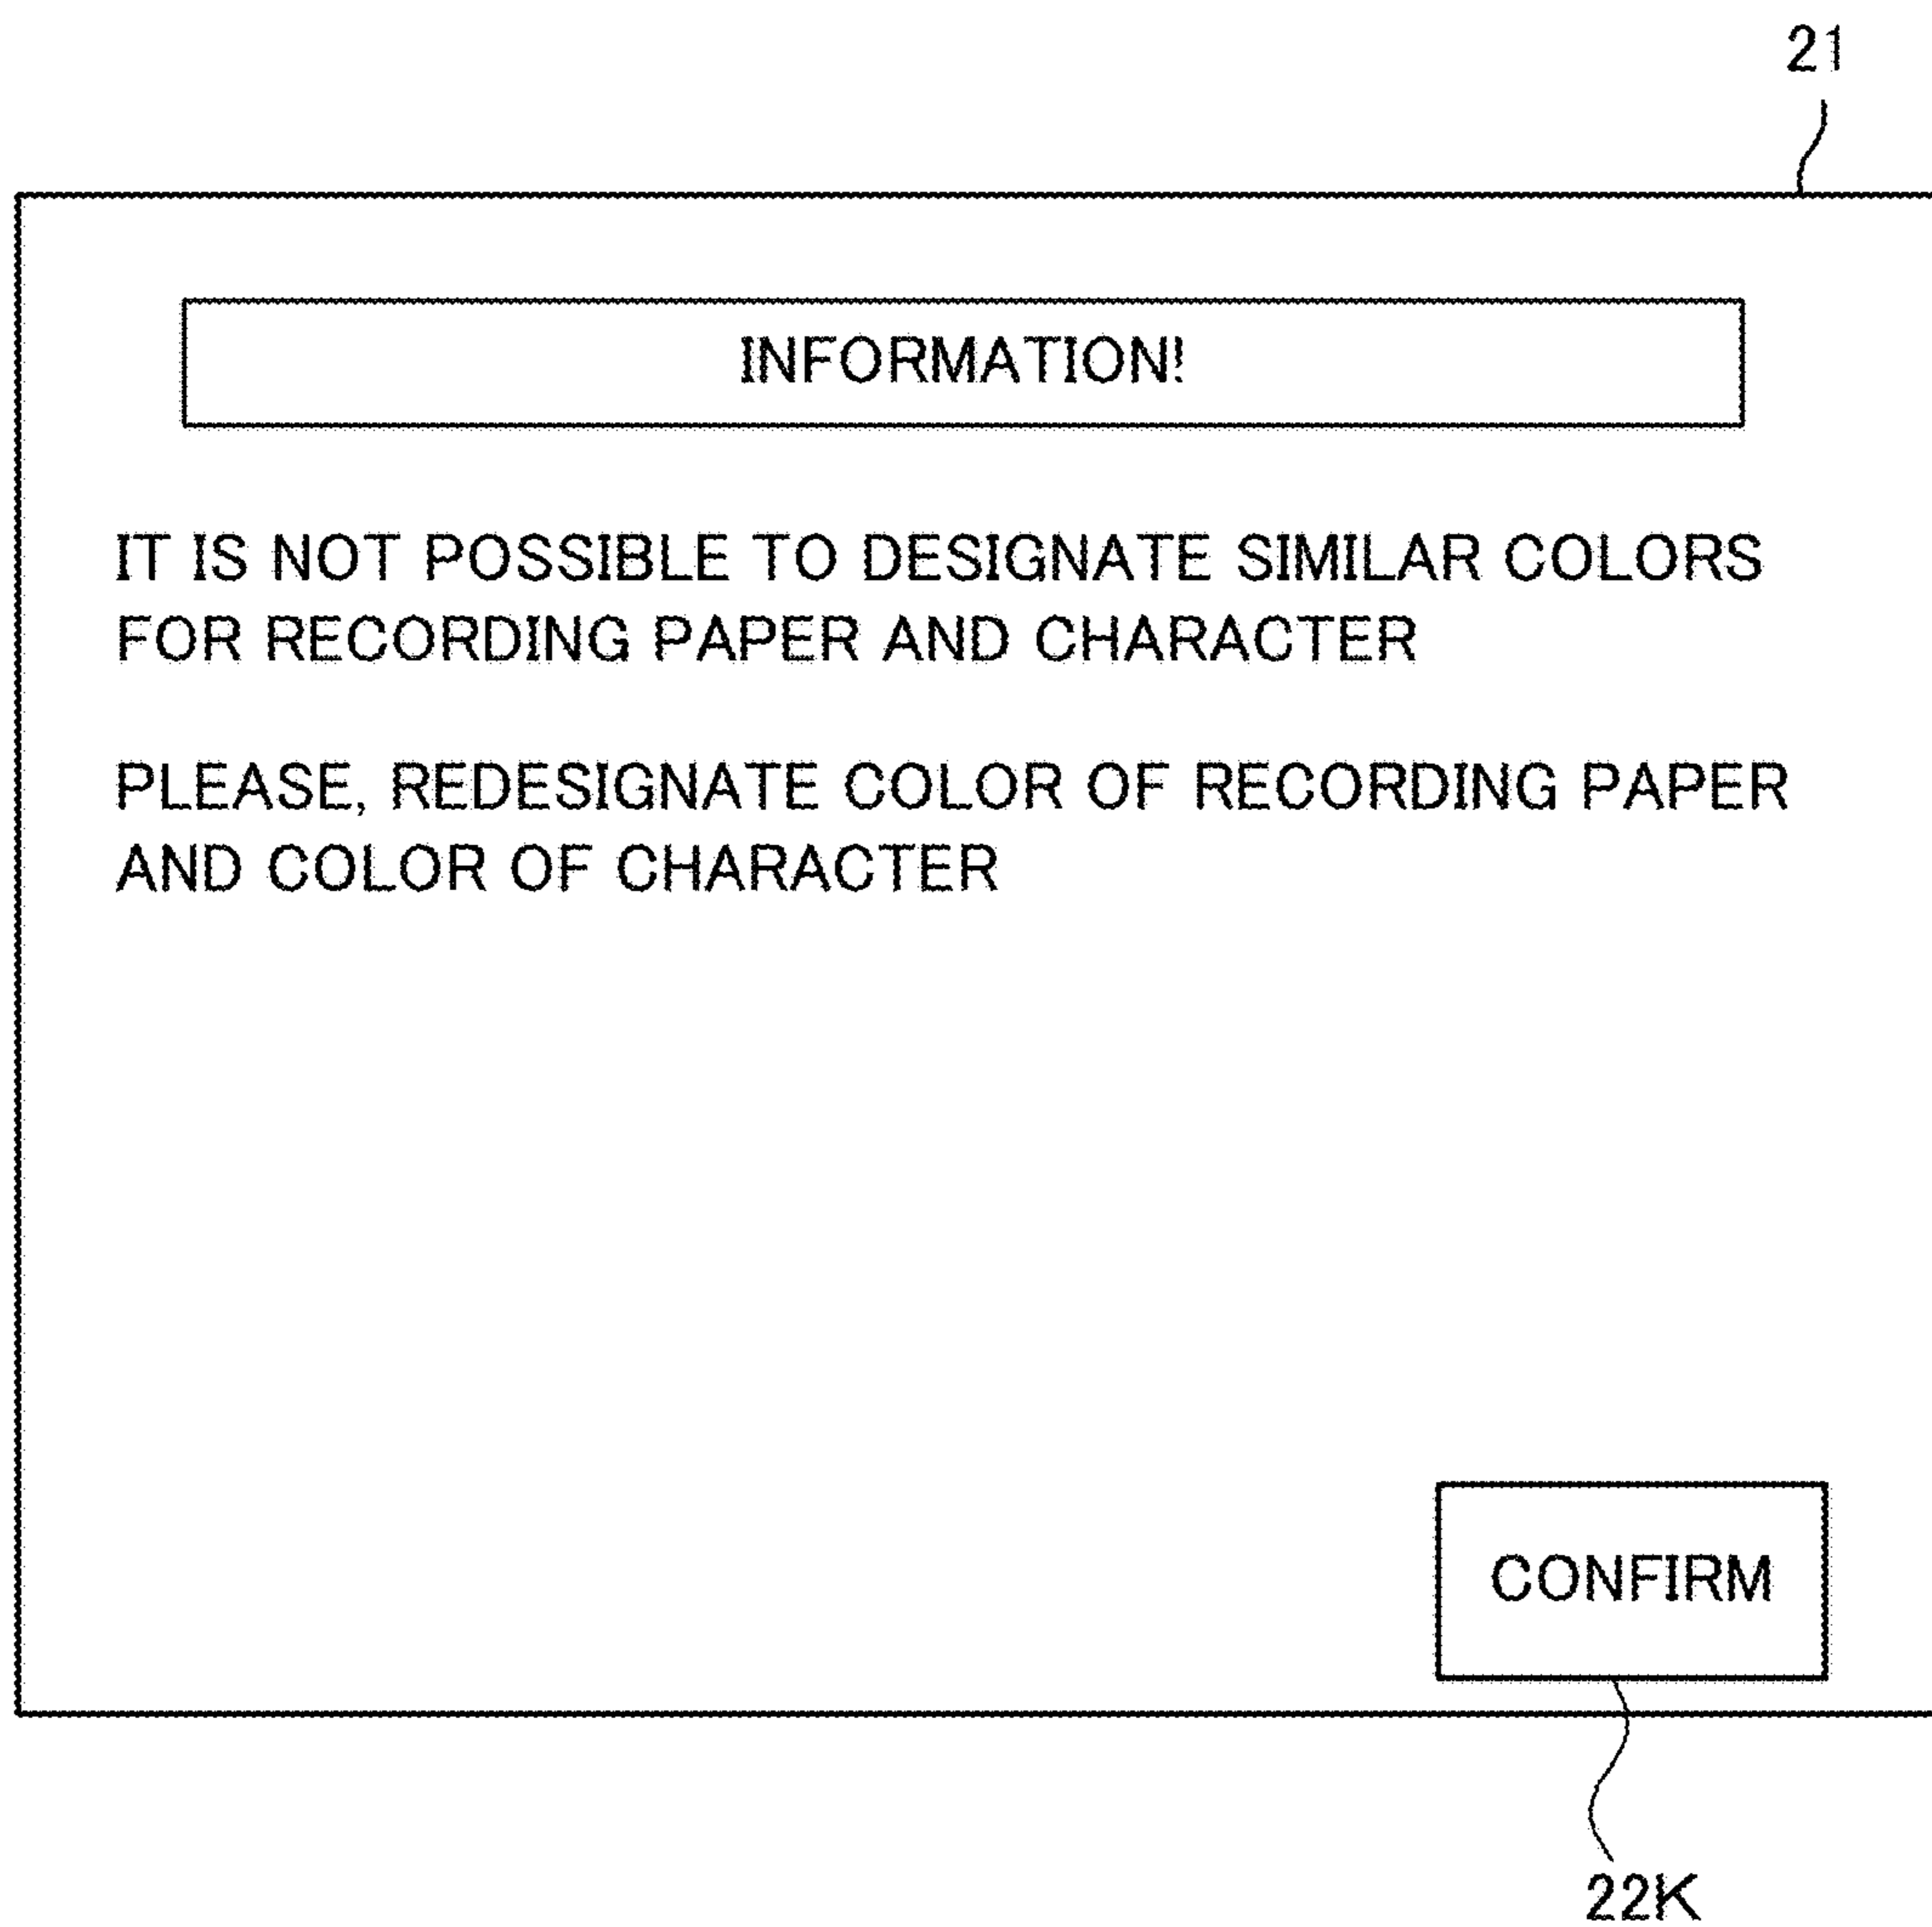 21
INFORMATION!
IT IS NOT POSSIBLE TO DESIGNATE SIMILAR COLORS
FOR RECORDING PAPER AND CHARACTER
PLEASE, REDESIGNATE COLOR OF RECORDING PAPER
AND COLOR OF CHARACTER
CONFIRM
22K